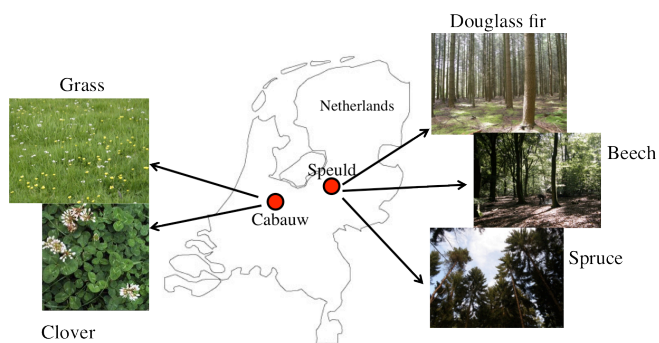 Douglass fir
Grass
Netherlands
Beech
Speuld
Cabauw
Spruce
Clover